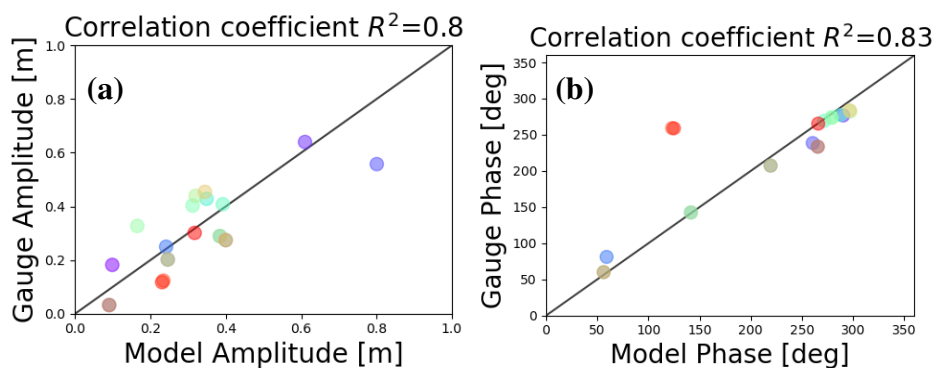 Correlation coefficient R²=0.8
(a)
Gauge Amplitude [m]
1.0
0.8
0.6
0.4
0.2
0.0
0.0 0.2 0.4 0.6 0.8 1.0
Model Amplitude [m]
Correlation coefficient R²=0.83
(b)
Gauge Phase [deg]
350
300
250
200
150
100
50
0
0 50 100 150 200 250 300 350
Model Phase [deg]